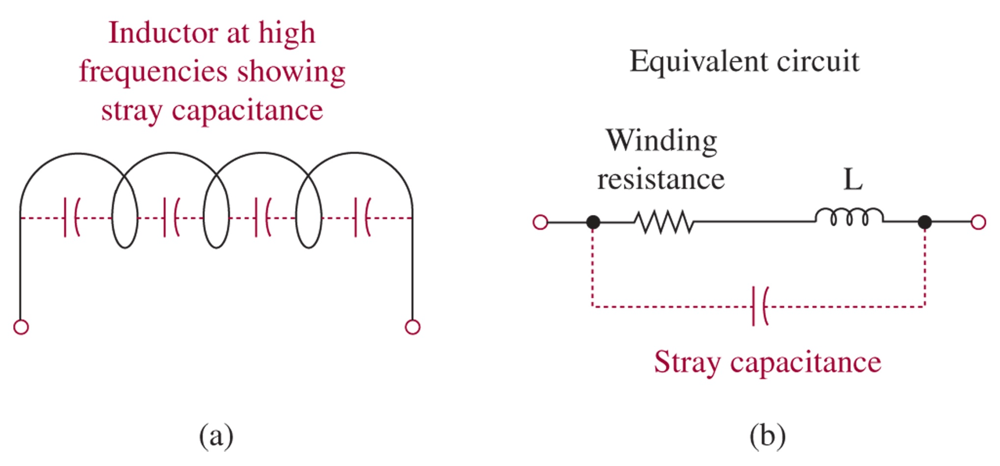 Inductor at high
frequencies showing
stray capacitance
(a)
Equivalent circuit
Winding
resistance
L
Stray capacitance
(b)